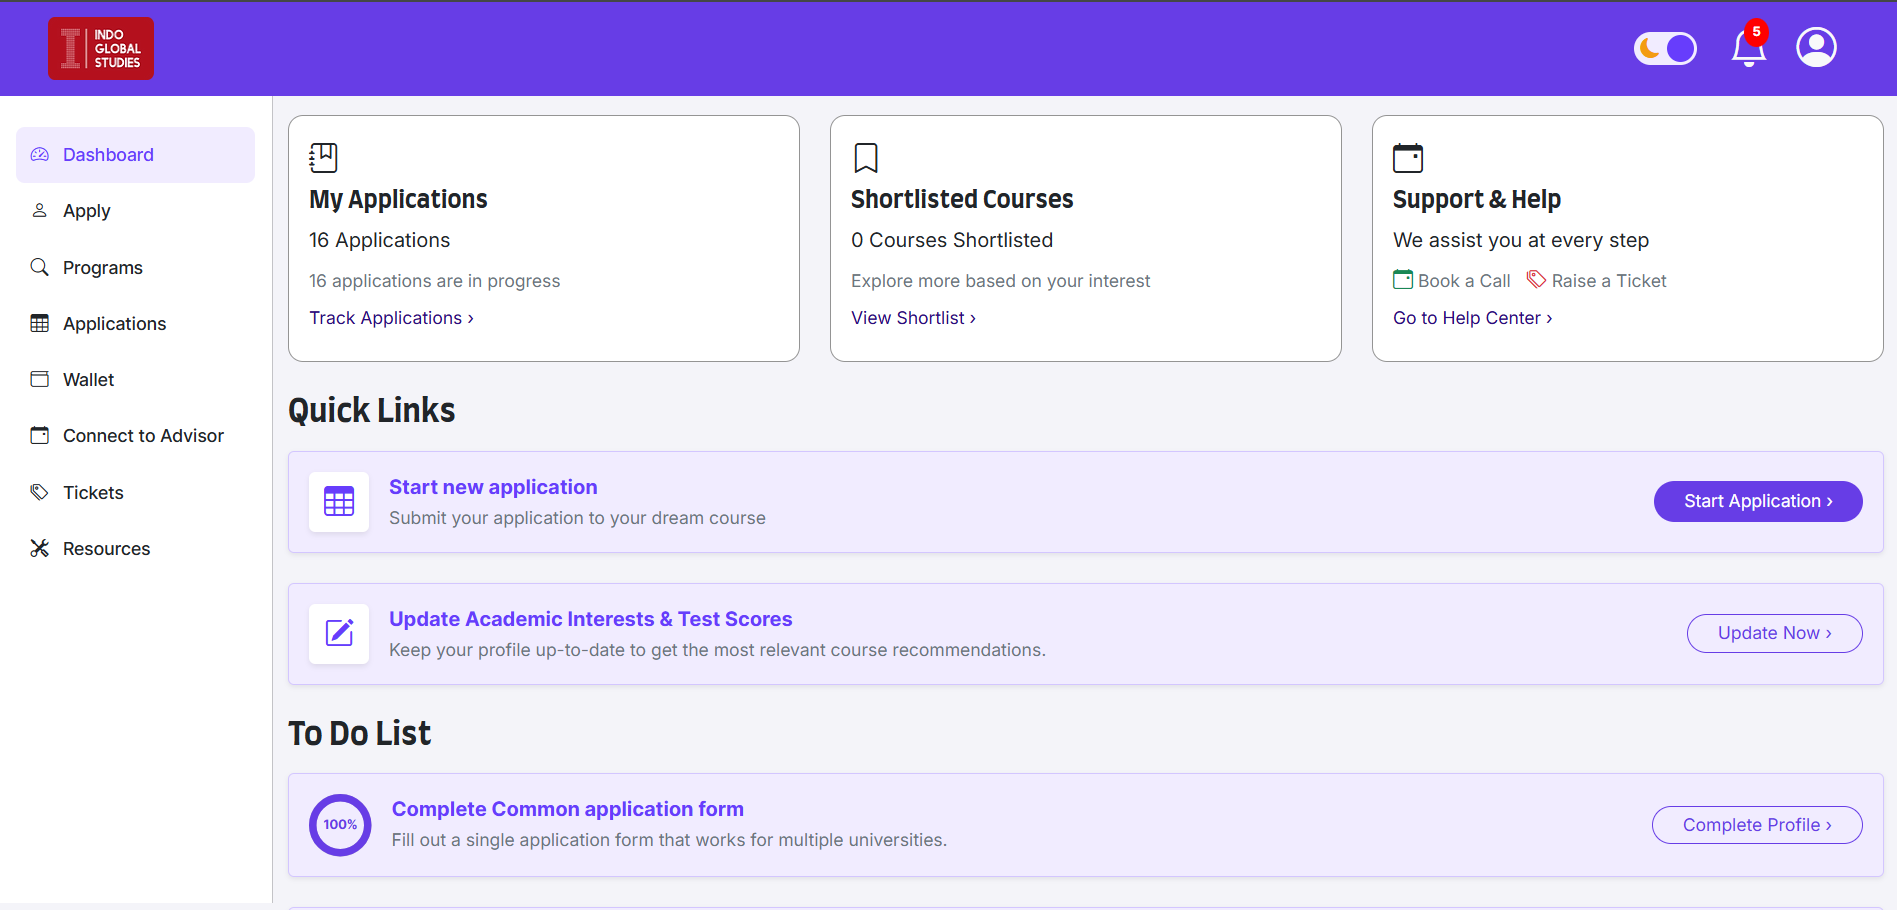 INDO
GLOBAL
STUDIES
5
Dashboard
Apply
Programs
Applications
Wallet
Connect to Advisor
Tickets
Resources
My Applications
16 Applications
16 applications are in progress
Track Applications ›
Shortlisted Courses
0 Courses Shortlisted
Explore more based on your interest
View Shortlist ›
Support & Help
We assist you at every step
Book a Call Raise a Ticket
Go to Help Center ›
Quick Links
Start new application
Submit your application to your dream course
Start Application ›
Update Academic Interests & Test Scores
Keep your profile up-to-date to get the most relevant course recommendations.
Update Now ›
To Do List
100%
Complete Common application form
Fill out a single application form that works for multiple universities.
Complete Profile ›